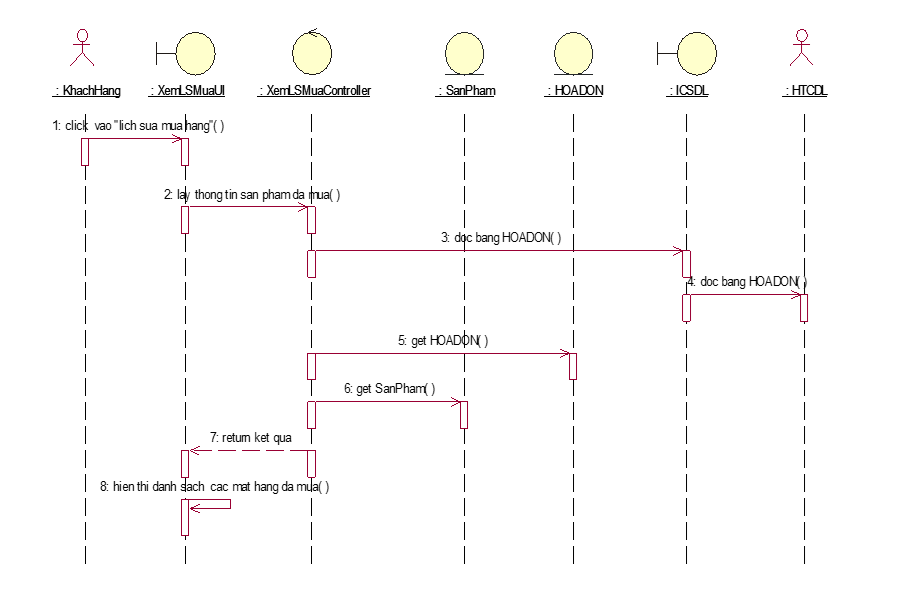 : KhachHang
: XemLSMuaUI
: XemLSMuaController
: SanPham
: HOADON
: ICSDL
: HTCDL
1: click vao "lich sua mua hang"( )
2: lay thong tin san pham da mua( )
3: doc bang HOADON( )
4: doc bang HOADON( )
5: get HOADON( )
6: get SanPham( )
7: return ket qua
8: hien thi danh sach cac mat hang da mua( )